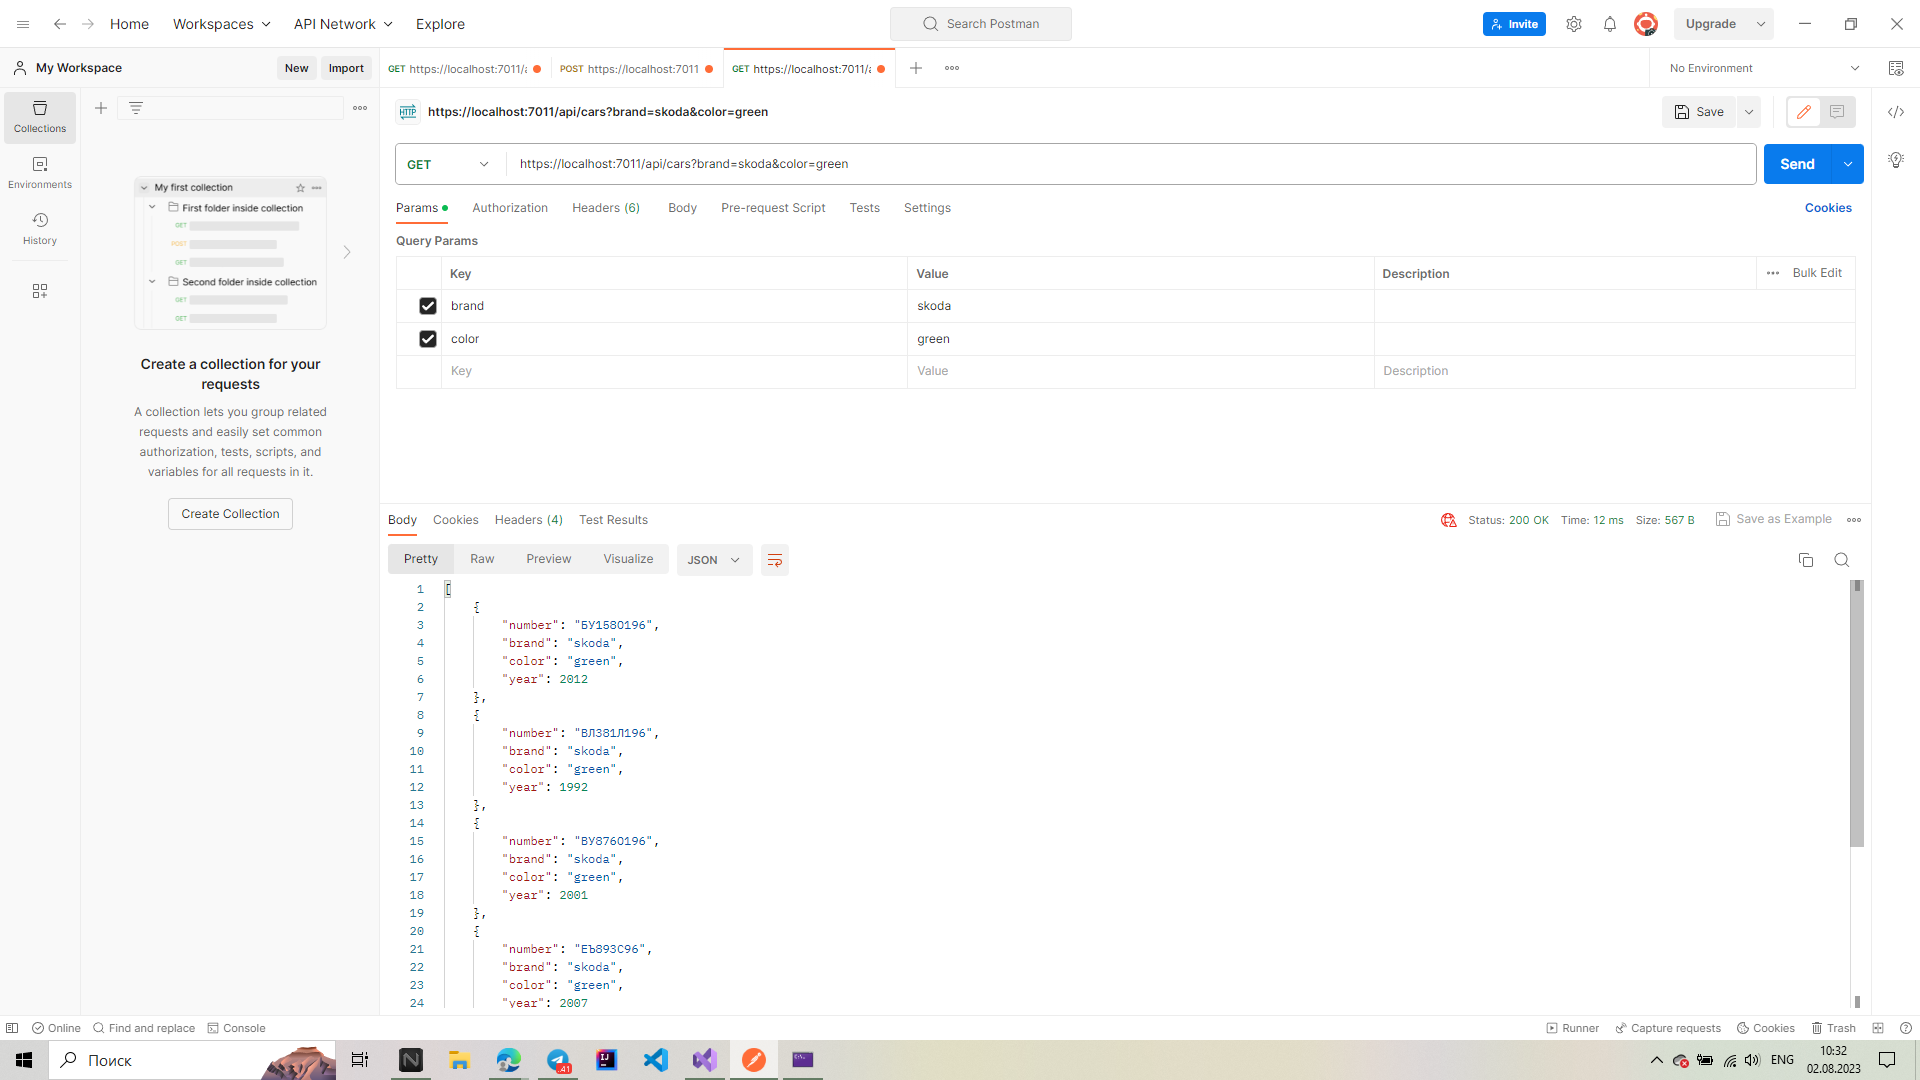 Home Workspaces API Network Explore Search Postman Invite Upgrade
My Workspace New Import GET https://localhost:7011/a POST https://localhost:7011 GET https://localhost:7011/a No Environment
Collections
Environments
History
My first collection
First folder inside collection
GET
POST
GET
Second folder inside collection
GET
GET
Create a collection for your
requests
A collection lets you group related
requests and easily set common
authorization, tests, scripts, and
variables for all requests in it.
Create Collection
HTTP https://localhost:7011/api/cars?brand=skoda&color=green Save
GET https://localhost:7011/api/cars?brand=skoda&color=green Send
Params Authorization Headers (6) Body Pre-request Script Tests Settings Cookies
Query Params
Key Value Description Bulk Edit
brand skoda
color green
Key Value Description
Body Cookies Headers (4) Test Results Status: 200 OK Time: 12 ms Size: 567 B Save as Example
Pretty Raw Preview Visualize JSON
1 [
2 {
3 "number": "БУ158О196",
4 "brand": "skoda",
5 "color": "green",
6 "year": 2012
7 },
8 {
9 "number": "ВЛ381Л196",
10 "brand": "skoda",
11 "color": "green",
12 "year": 1992
13 },
14 {
15 "number": "ВУ876О196",
16 "brand": "skoda",
17 "color": "green",
18 "year": 2001
19 },
20 {
21 "number": "ЕЪ893С96",
22 "brand": "skoda",
23 "color": "green",
24 "year": 2007
Online Find and replace Console Runner Capture requests Cookies Trash
Поиск 41 ENG 10:32
02.08.2023